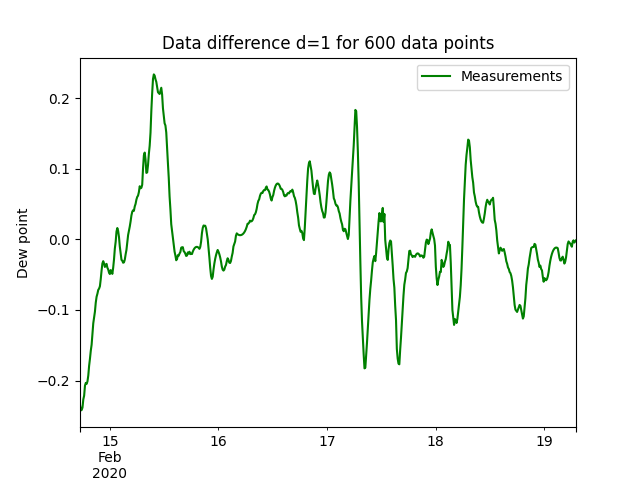 Data difference d=1 for 600 data points
Measurements
Dew point
0.2
0.1
0.0
−0.1
−0.2
15 16 17 18 19
Feb
2020